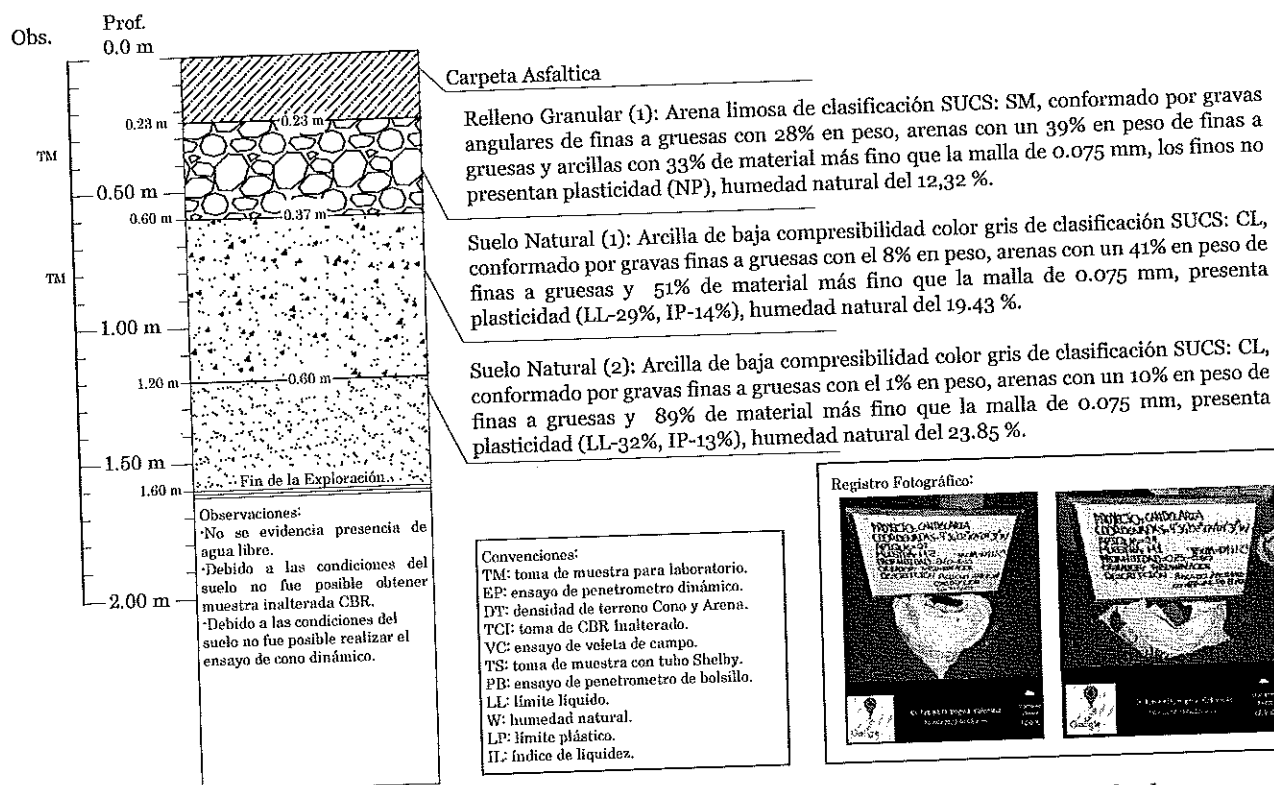 Obs.
Prof.
0.0 m
Carpeta Asfaltica
Relleno Granular (1): Arena limosa de clasificación SUCS: SM, conformado por gravas
angulares de finas a gruesas con 28% en peso, arenas con un 39% en peso de finas a
gruesas y arcillas con 33% de material más fino que la malla de 0.075 mm, los finos no
presentan plasticidad (NP), humedad natural del 12,32 %.
0.23 m
0.23 m
TM
0.50 m
0.60 m
0.37 m
Suelo Natural (1): Arcilla de baja compresibilidad color gris de clasificación SUCS: CL,
conformado por gravas finas a gruesas con el 8% en peso, arenas con un 41% en peso de
finas a gruesas y 51% de material más fino que la malla de 0.075 mm, presenta
plasticidad (LL-29%, IP-14%), humedad natural del 19.43 %.
TM
1.00 m
1.20 m
0.60 m
Suelo Natural (2): Arcilla de baja compresibilidad color gris de clasificación SUCS: CL,
conformado por gravas finas a gruesas con el 1% en peso, arenas con un 10% en peso de
finas a gruesas y 89% de material más fino que la malla de 0.075 mm, presenta
plasticidad (LL-32%, IP-13%), humedad natural del 23.85 %.
1.50 m
Fin de la Exploración
1.60 m
2.00 m
Observaciones:
·No se evidencia presencia de
agua libre.
·Debido a las condiciones del
suelo no fue posible obtener
muestra inalterada CBR.
·Debido a las condiciones del
suelo no fue posible realizar el
ensayo de cono dinámico.
Convenciones:
TM: toma de muestra para laboratorio.
EP: ensayo de penetrometro dinámico.
DT: densidad de terreno Cono y Arena.
TCI: toma de CBR Inalterado.
VC: ensayo de veleta de campo.
TS: toma de muestra con tubo Shelby.
PB: ensayo de penetrometro de bolsillo.
LL: límite líquido.
W: humedad natural.
LP: límite plástico.
IL: índice de liquidez.
Registro Fotográfico:
PROYECTO: CANDELARIA
PROYECTO: CANDELARIA
Google
Google